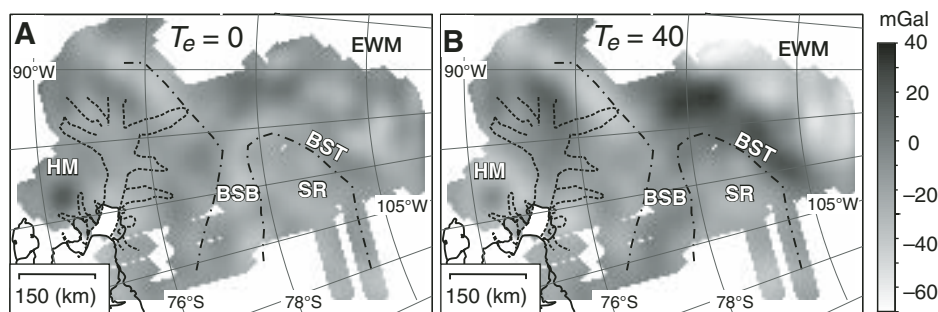 A
Te = 0
EWM
90°W
HM
BST
BSB
SR
105°W
150 (km)
76°S
78°S
B
Te = 40
EWM
90°W
HM
BST
BSB
SR
105°W
150 (km)
76°S
78°S
mGal
40
20
0
−20
−40
−60